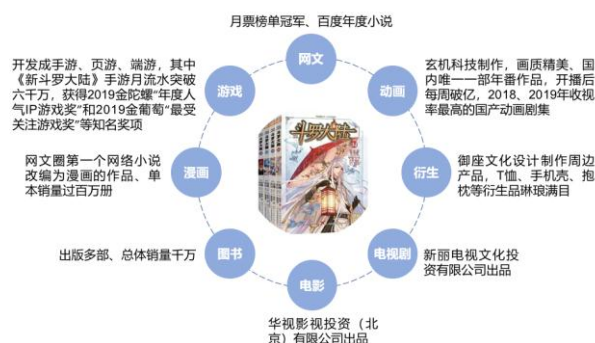 月票榜单冠军、百度年度小说
网文
开发成手游、页游、端游，其中
《新斗罗大陆》手游月流水突破
六千万，获得2019金陀螺“年度人
气IP游戏奖”和2019金葡萄“最受
关注游戏奖”等知名奖项
游戏
动画
玄机科技制作，画质精美、国
内唯一一部年番作品，开播后
每周破亿，2018、2019年收视
率最高的国产动画剧集
斗罗大陆
网文圈第一个网络小说
改编为漫画的作品、单
本销量过百万册
漫画
衍生
御座文化设计制作周边
产品，T恤、手机壳、抱
枕等衍生品琳琅满目
出版多部、总体销量千万
图书
电视剧
新丽电视文化投
资有限公司出品
电影
华视影视投资（北
京）有限公司出品